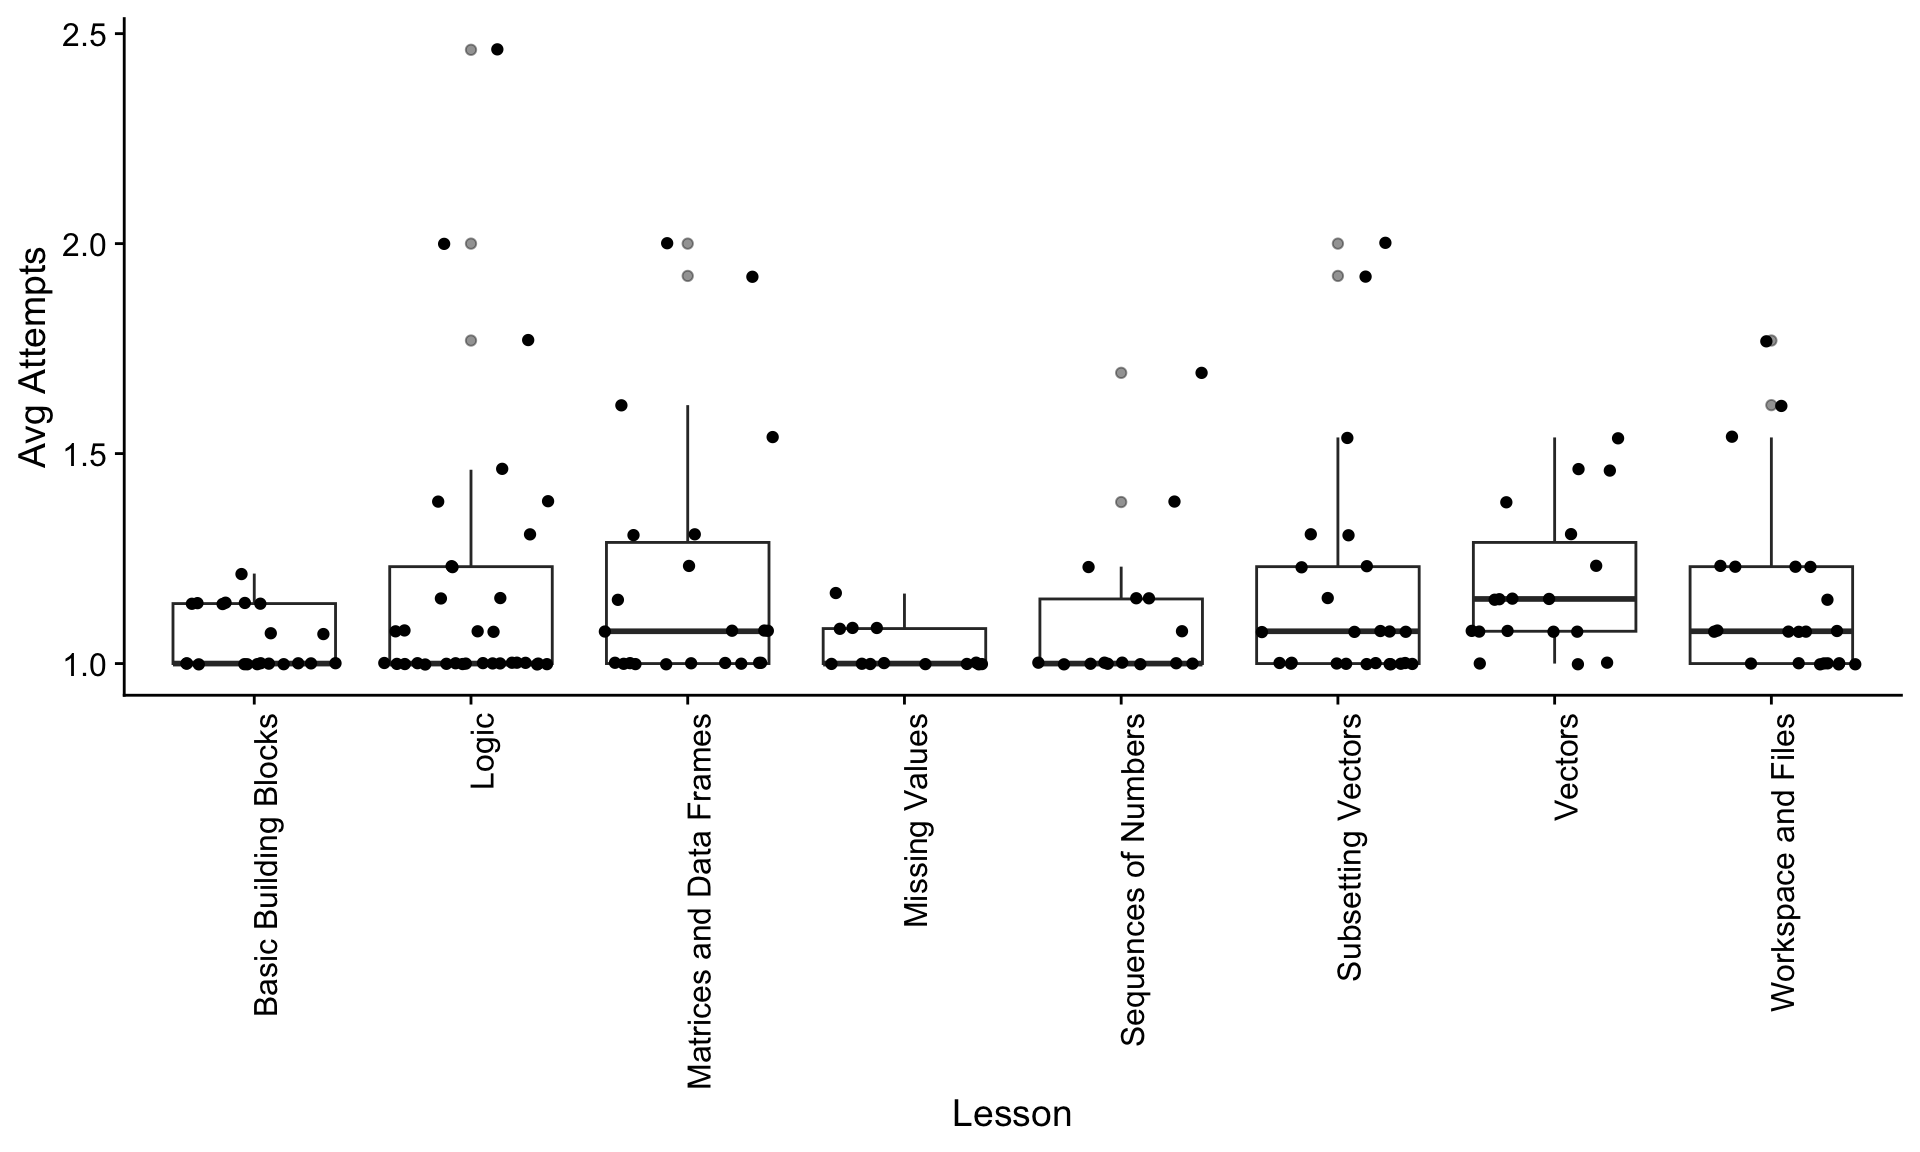 Avg Attempts
2.5
2.0
1.5
1.0
Basic Building Blocks
Logic
Matrices and Data Frames
Missing Values
Sequences of Numbers
Subsetting Vectors
Vectors
Workspace and Files
Lesson